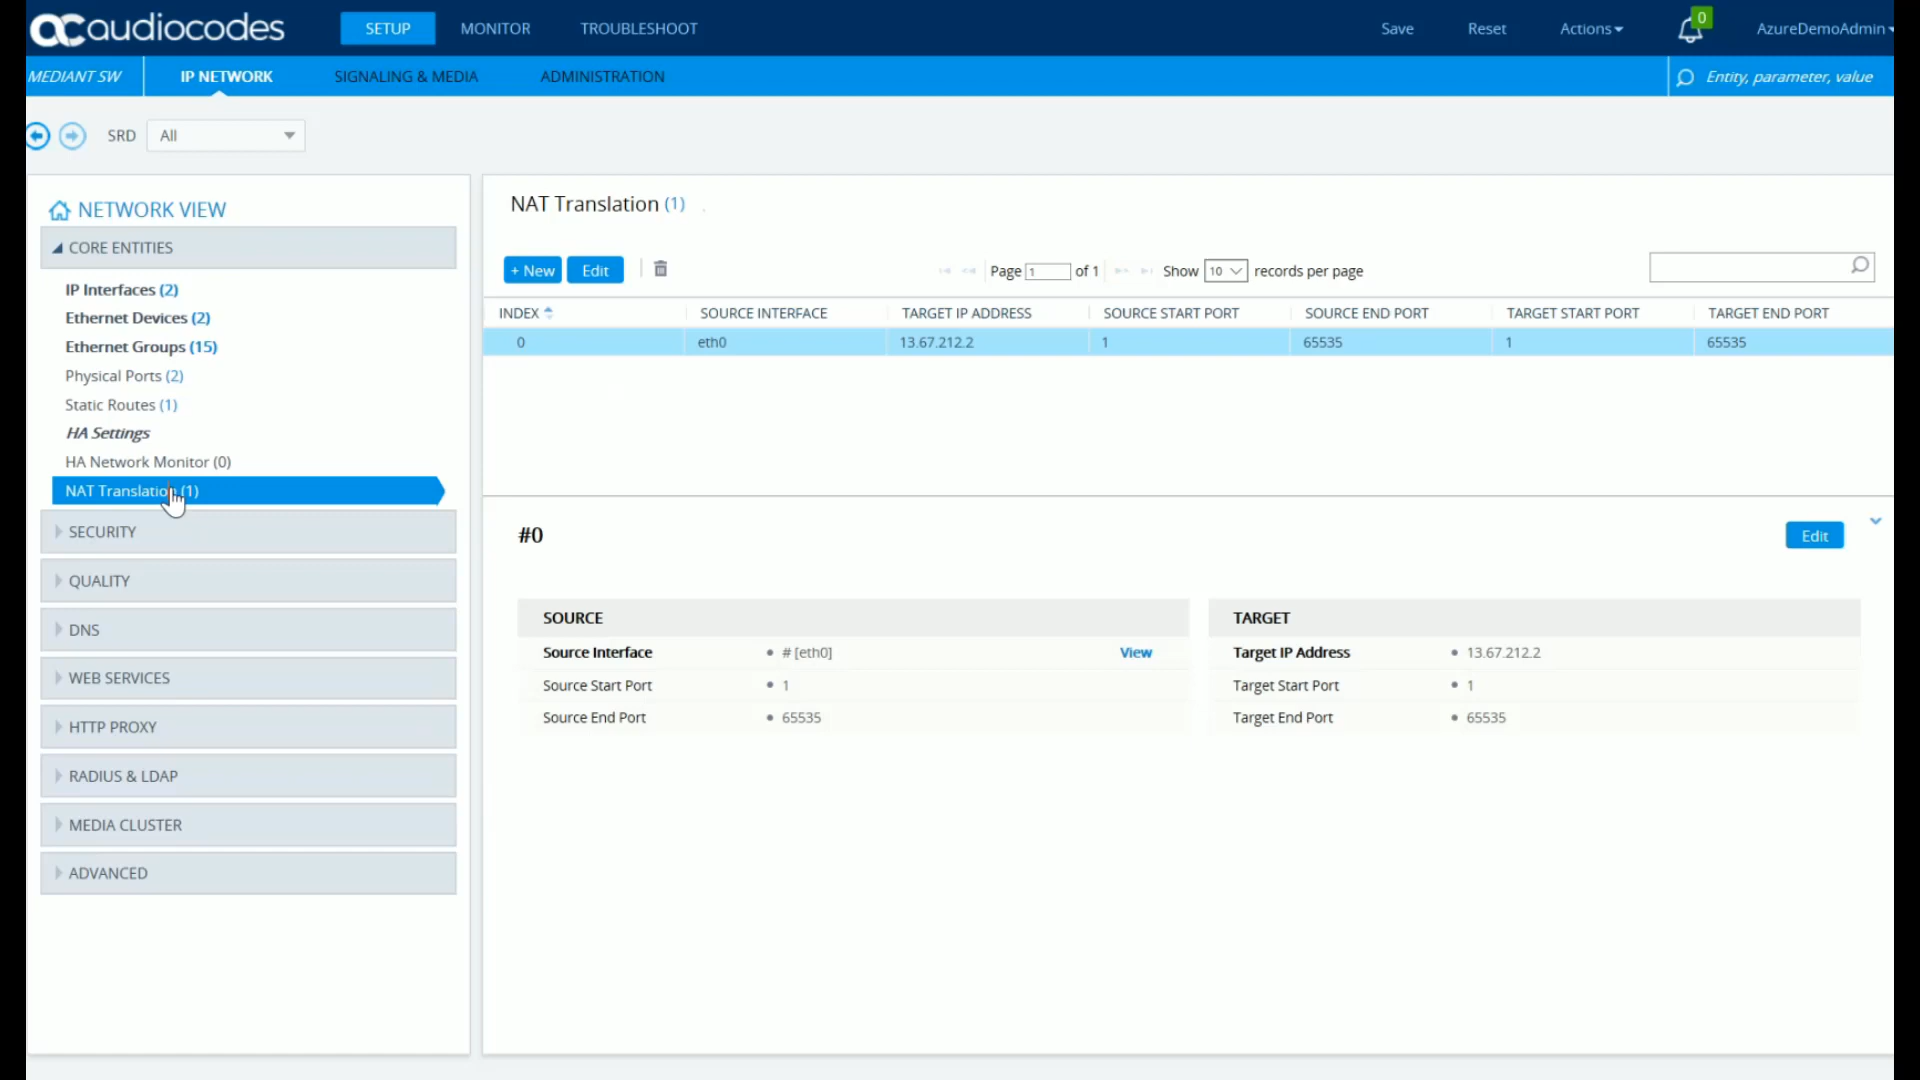 audiocodes SETUP MONITOR TROUBLESHOOT Save Reset Actions 0 AzureDemoAdmin
MEDIANT SW IP NETWORK SIGNALING & MEDIA ADMINISTRATION Entity, parameter, value
SRD All
NETWORK VIEW
CORE ENTITIES
IP Interfaces (2)
Ethernet Devices (2)
Ethernet Groups (15)
Physical Ports (2)
Static Routes (1)
HA Settings
HA Network Monitor (0)
NAT Translation (1)
SECURITY
QUALITY
DNS
WEB SERVICES
HTTP PROXY
RADIUS & LDAP
MEDIA CLUSTER
ADVANCED
NAT Translation (1)
+ New Edit Page 1 of 1 Show 10 records per page
INDEX SOURCE INTERFACE TARGET IP ADDRESS SOURCE START PORT SOURCE END PORT TARGET START PORT TARGET END PORT
0 eth0 13.67.212.2 1 65535 1 65535
#0 Edit
SOURCE
Source Interface • # [eth0] View
Source Start Port • 1
Source End Port • 65535
TARGET
Target IP Address • 13.67.212.2
Target Start Port • 1
Target End Port • 65535